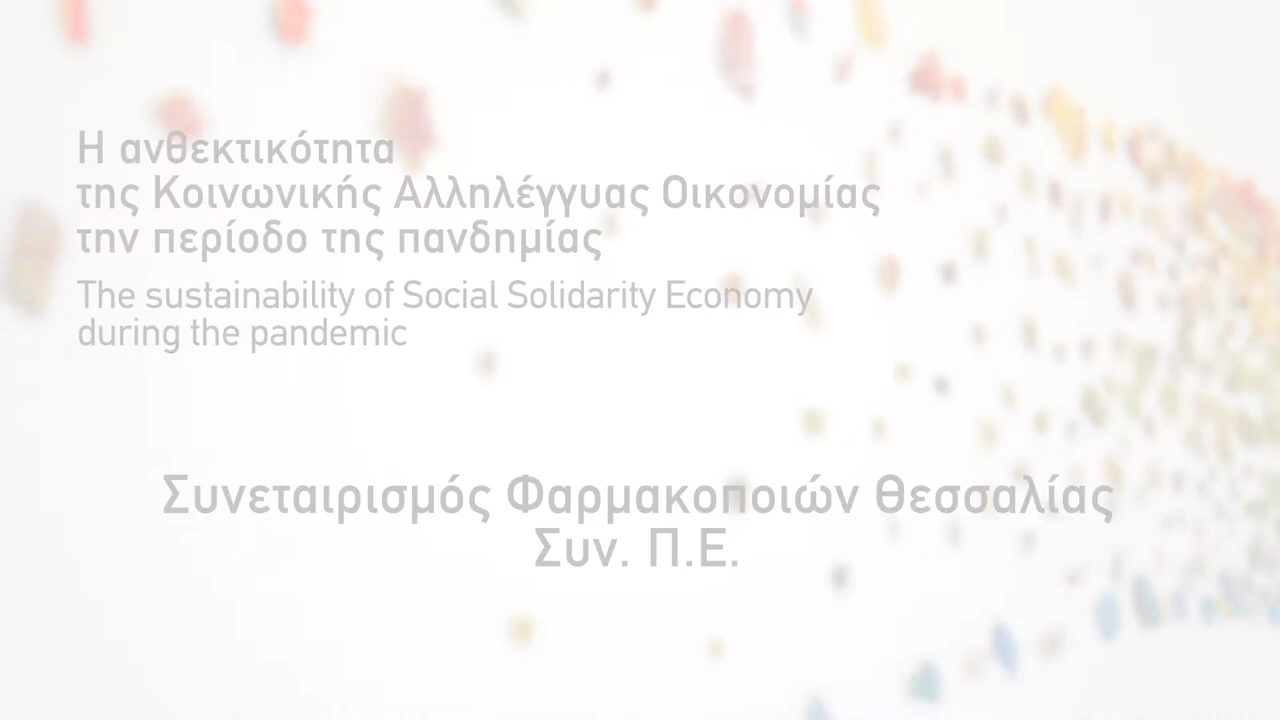 Η ανθεκτικότητα
της Κοινωνικής Αλληλέγγυας Οικονομίας
την περίοδο της πανδημίας
The sustainability of Social Solidarity Economy
during the pandemic
Συνεταιρισμός Φαρμακοποιών Θεσσαλίας
Συν. Π.Ε.